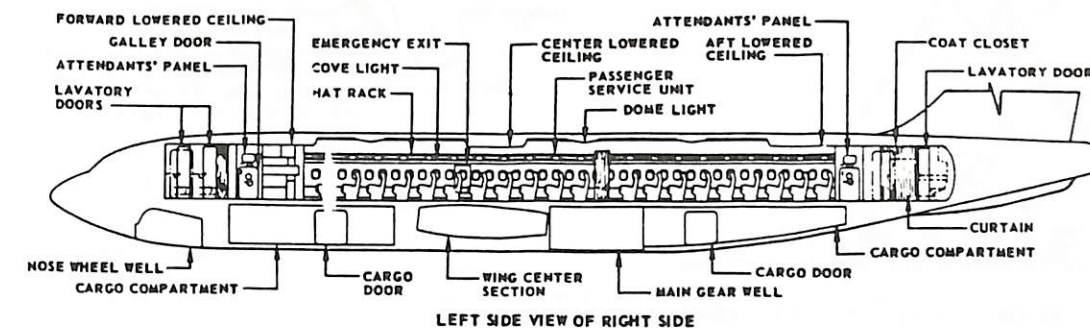 FORWARD LOWERED CEILING
GALLEY DOOR
ATTENDANTS' PANEL
LAVATORY
DOORS
EMERGENCY EXIT
COVE LIGHT
HAT RACK
CENTER LOWERED
CEILING
PASSENGER
SERVICE UNIT
DOME LIGHT
ATTENDANTS' PANEL
AFT LOWERED
CEILING
COAT CLOSET
LAVATORY DOOR
NOSE WHEEL WELL
CARGO COMPARTMENT
CARGO
DOOR
WING CENTER
SECTION
MAIN GEAR WELL
CARGO DOOR
CARGO COMPARTMENT
CURTAIN
LEFT SIDE VIEW OF RIGHT SIDE